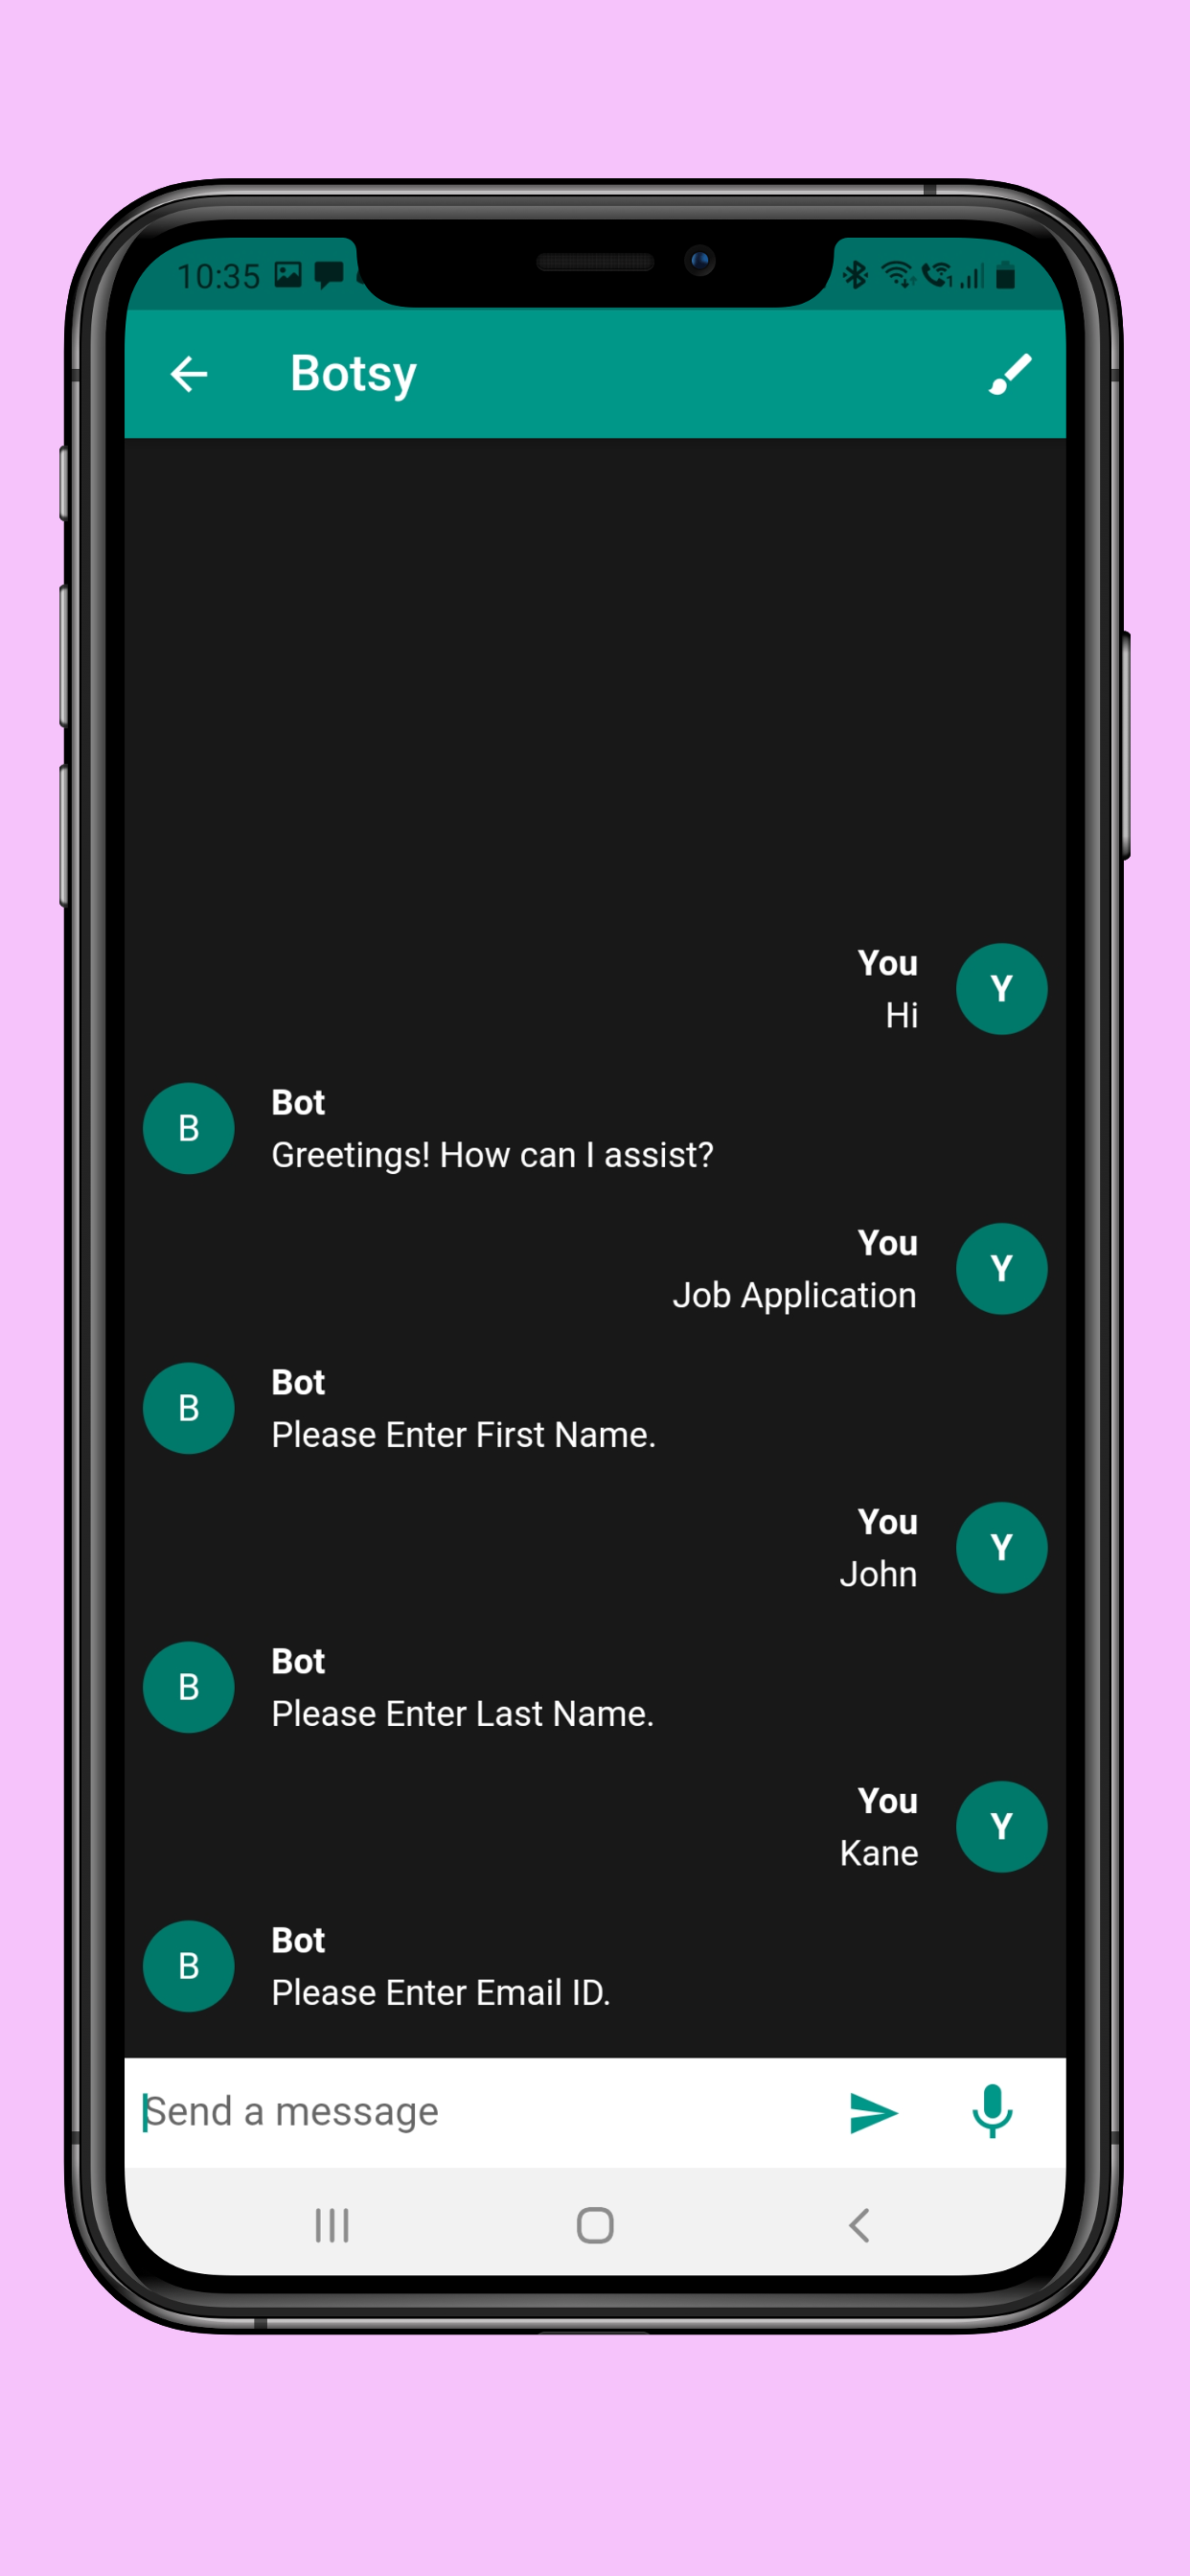 10:35
Botsy
You
Y
Hi
Bot
B
Greetings! How can I assist?
You
Y
Job Application
Bot
B
Please Enter First Name.
You
Y
John
Bot
B
Please Enter Last Name.
You
Y
Kane
Bot
B
Please Enter Email ID.
Send a message